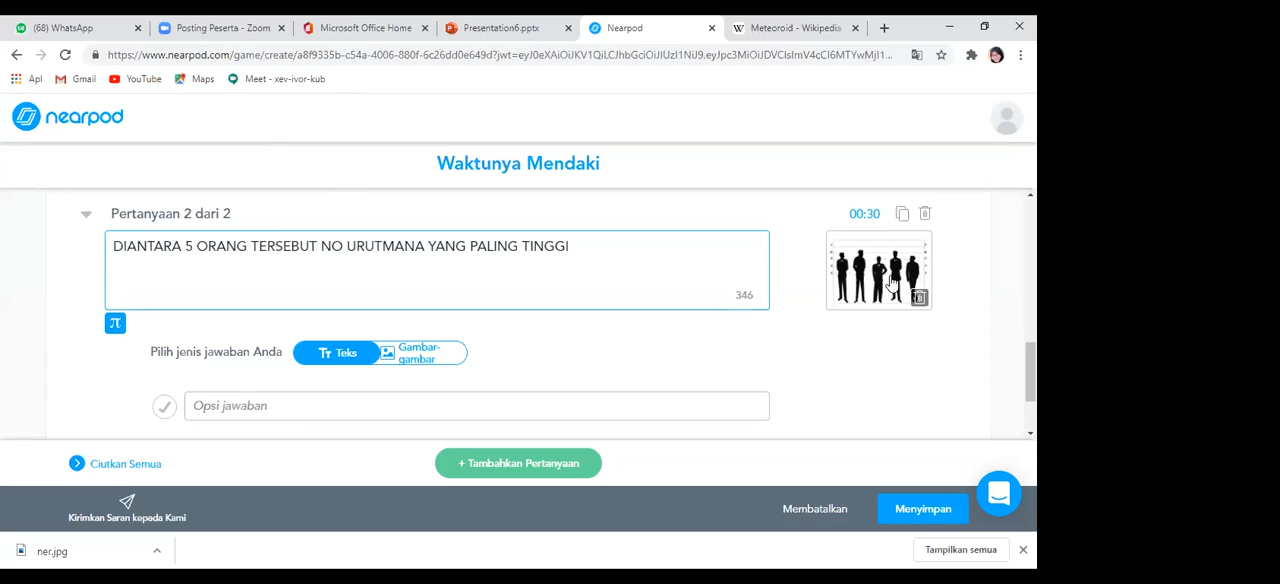 (68) WhatsApp
Posting Peserta - Zoom
Microsoft Office Home
Presentation6.pptx
Nearpod
Meteoroid - Wikipedia
https://www.nearpod.com/game/create/a8f9335b-c54a-4006-880f-6c26dd0e649d?jwt=eyJ0eXAiOiJKV1QiLCJhbGciOiJIUzI1NiJ9.eyJpc3MiOiJDVCIsImV4cCI6MTYwMjI1...
Apl
Gmail
YouTube
Maps
Meet - xev-ivor-kub
nearpod
Waktunya Mendaki
Pertanyaan 2 dari 2
00:30
DIANTARA 5 ORANG TERSEBUT NO URUTMANA YANG PALING TINGGI
346
π
Pilih jenis jawaban Anda
Tт Teks
Gambar-
gambar
Opsi jawaban
Ciutkan Semua
+ Tambahkan Pertanyaan
Kirimkan Saran kepada Kami
Membatalkan
Menyimpan
ner.jpg
Tampilkan semua